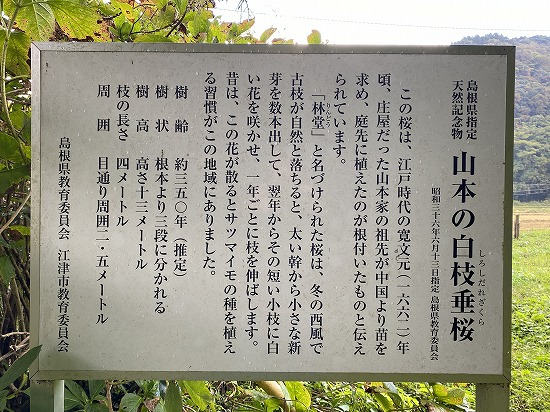 島根県指定
天然記念物
山本の白枝垂桜
しろしだれざくら
昭和三十六年六月十三日指定 島根県教育委員会
この桜は、江戸時代の寛文元（一六六二）年
頃、庄屋だった山本家の祖先が中国より苗を
求め、庭先に植えたのが根付いたものと伝え
られています。
「林堂」と名づけられた桜は、冬の西風で
りんどう
古枝が自然と落ちると、太い幹から小さな新
芽を数本出して、翌年からその短い小枝に白
い花を咲かせ、一年ごとに枝を伸ばします。
昔は、この花が散るとサツマイモの種を植え
る習慣がこの地域にありました。
樹齢 約三五〇年（推定）
樹状 根本より三段に分かれる
樹高 高さ十三メートル
枝の長さ 四メートル
周囲 目通り周囲二・五メートル
島根県教育委員会 江津市教育委員会